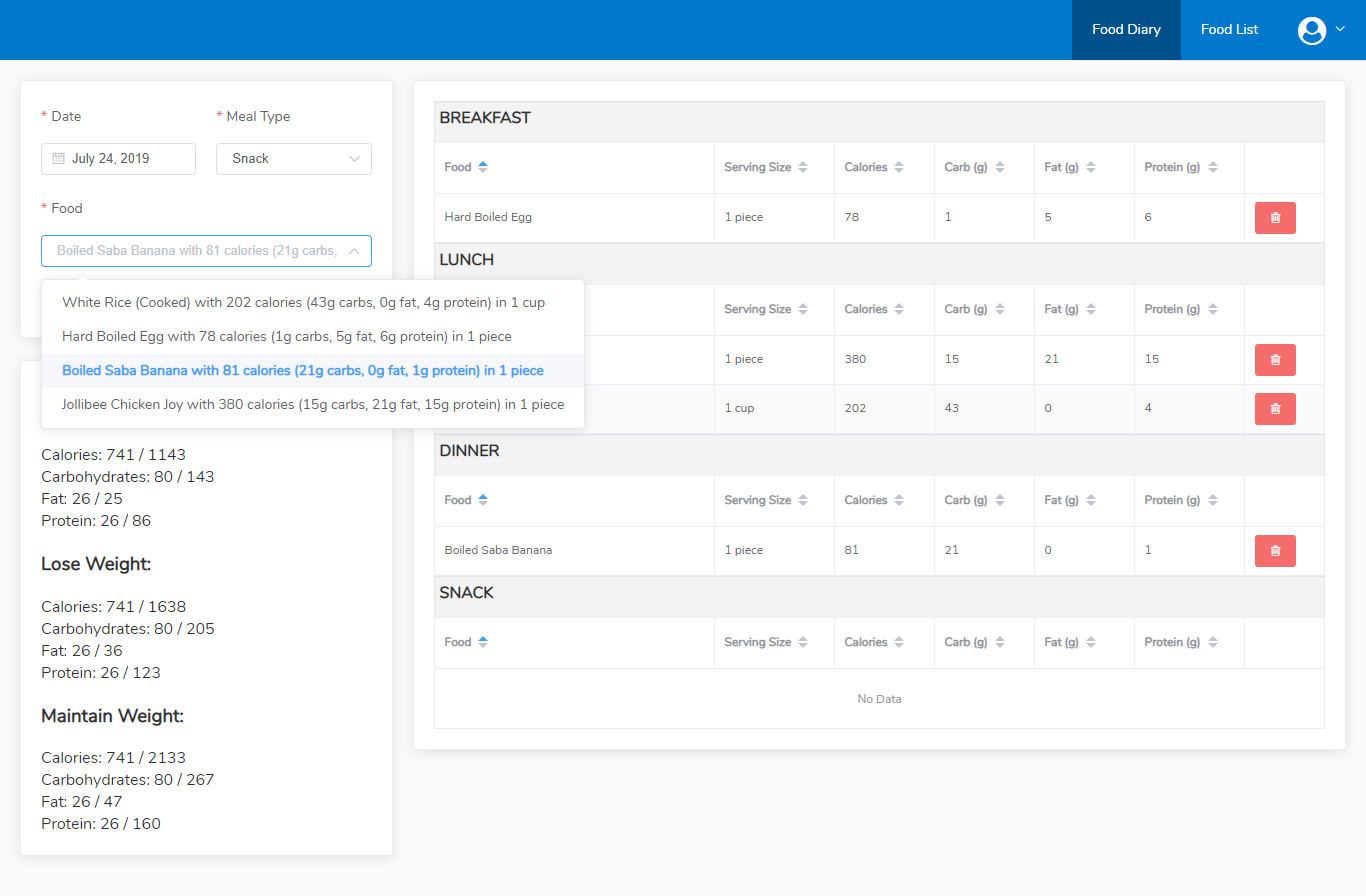 Food Diary
Food List
* Date
* Meal Type
July 24, 2019
Snack
* Food
Boiled Saba Banana with 81 calories (21g carbs,
White Rice (Cooked) with 202 calories (43g carbs, 0g fat, 4g protein) in 1 cup
Hard Boiled Egg with 78 calories (1g carbs, 5g fat, 6g protein) in 1 piece
Boiled Saba Banana with 81 calories (21g carbs, 0g fat, 1g protein) in 1 piece
Jollibee Chicken Joy with 380 calories (15g carbs, 21g fat, 15g protein) in 1 piece
Calories: 741 / 1143
Carbohydrates: 80 / 143
Fat: 26 / 25
Protein: 26 / 86
Lose Weight:
Calories: 741 / 1638
Carbohydrates: 80 / 205
Fat: 26 / 36
Protein: 26 / 123
Maintain Weight:
Calories: 741 / 2133
Carbohydrates: 80 / 267
Fat: 26 / 47
Protein: 26 / 160
BREAKFAST
Food Serving Size Calories Carb (g) Fat (g) Protein (g)
Hard Boiled Egg 1 piece 78 1 5 6
LUNCH
Serving Size Calories Carb (g) Fat (g) Protein (g)
1 piece 380 15 21 15
1 cup 202 43 0 4
DINNER
Food Serving Size Calories Carb (g) Fat (g) Protein (g)
Boiled Saba Banana 1 piece 81 21 0 1
SNACK
Food Serving Size Calories Carb (g) Fat (g) Protein (g)
No Data